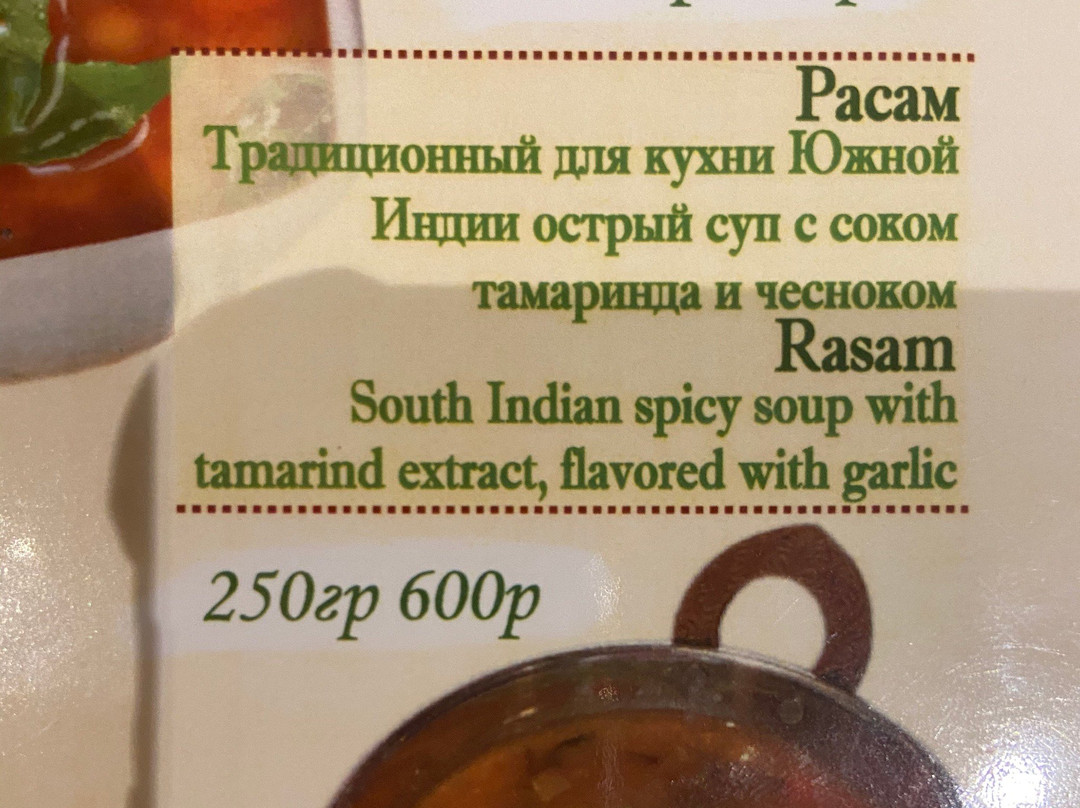 Расам
Традиционный для кухни Южной
Индии острый суп с соком
тамаринда и чесноком
Rasam
South Indian spicy soup with
tamarind extract, flavored with garlic
250гр 600р